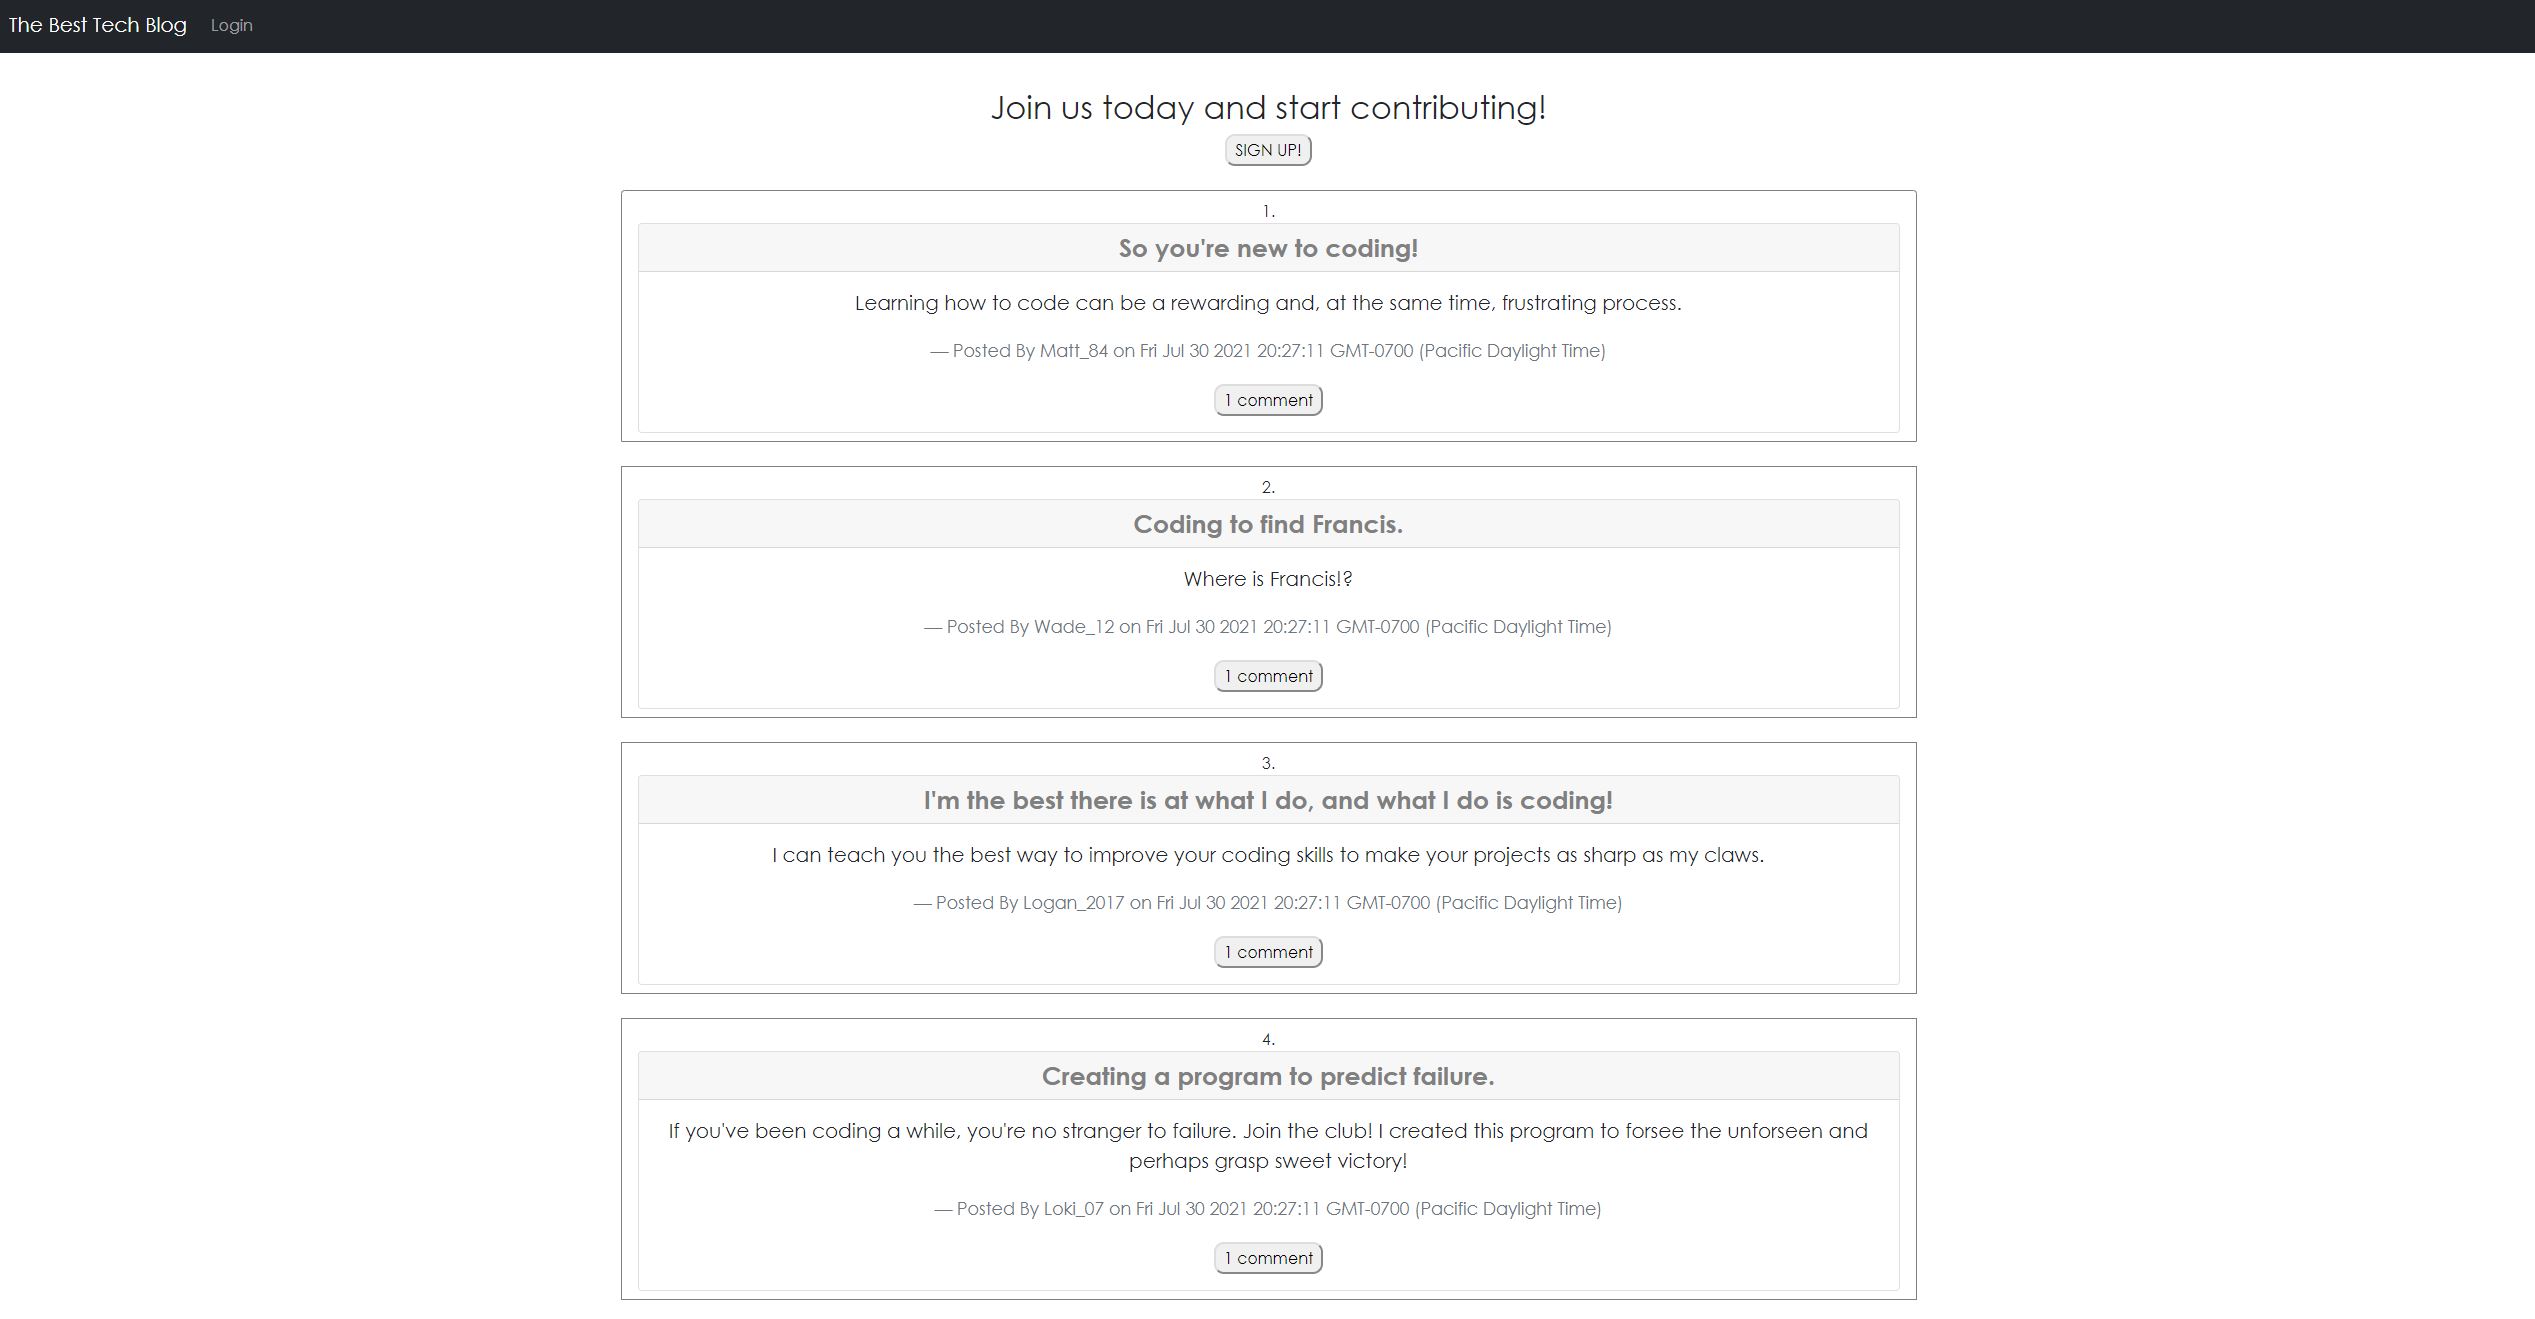 The Best Tech Blog Login
Join us today and start contributing!
SIGN UP!
1.
So you're new to coding!
Learning how to code can be a rewarding and, at the same time, frustrating process.
— Posted By Matt_84 on Fri Jul 30 2021 20:27:11 GMT-0700 (Pacific Daylight Time)
1 comment
2.
Coding to find Francis.
Where is Francis!?
— Posted By Wade_12 on Fri Jul 30 2021 20:27:11 GMT-0700 (Pacific Daylight Time)
1 comment
3.
I'm the best there is at what I do, and what I do is coding!
I can teach you the best way to improve your coding skills to make your projects as sharp as my claws.
— Posted By Logan_2017 on Fri Jul 30 2021 20:27:11 GMT-0700 (Pacific Daylight Time)
1 comment
4.
Creating a program to predict failure.
If you've been coding a while, you're no stranger to failure. Join the club! I created this program to forsee the unforseen and
perhaps grasp sweet victory!
— Posted By Loki_07 on Fri Jul 30 2021 20:27:11 GMT-0700 (Pacific Daylight Time)
1 comment